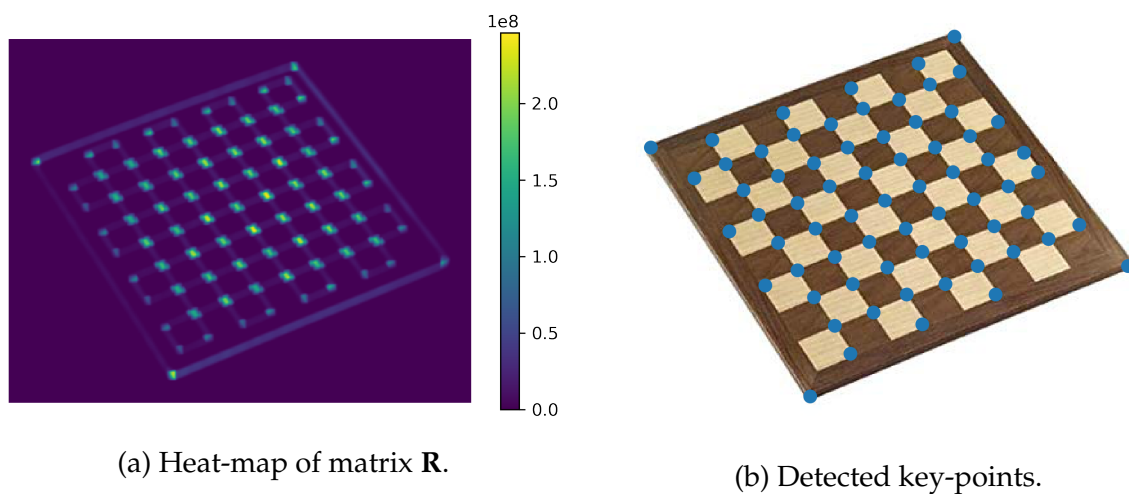 1e8
2.0
1.5
1.0
0.5
0.0
(a) Heat-map of matrix R.
(b) Detected key-points.